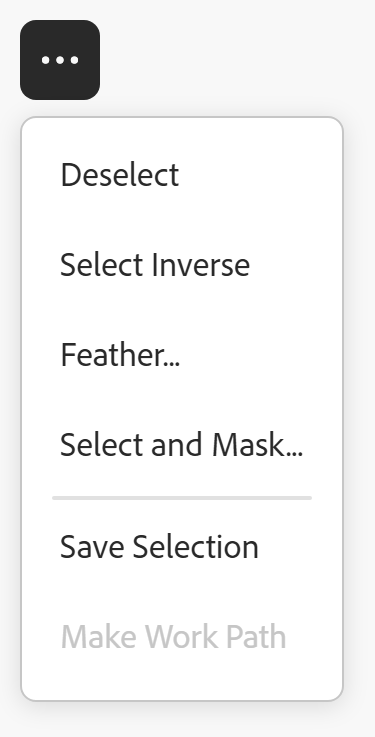 Deselect
Select Inverse
Feather...
Select and Mask...
Save Selection
Make Work Path